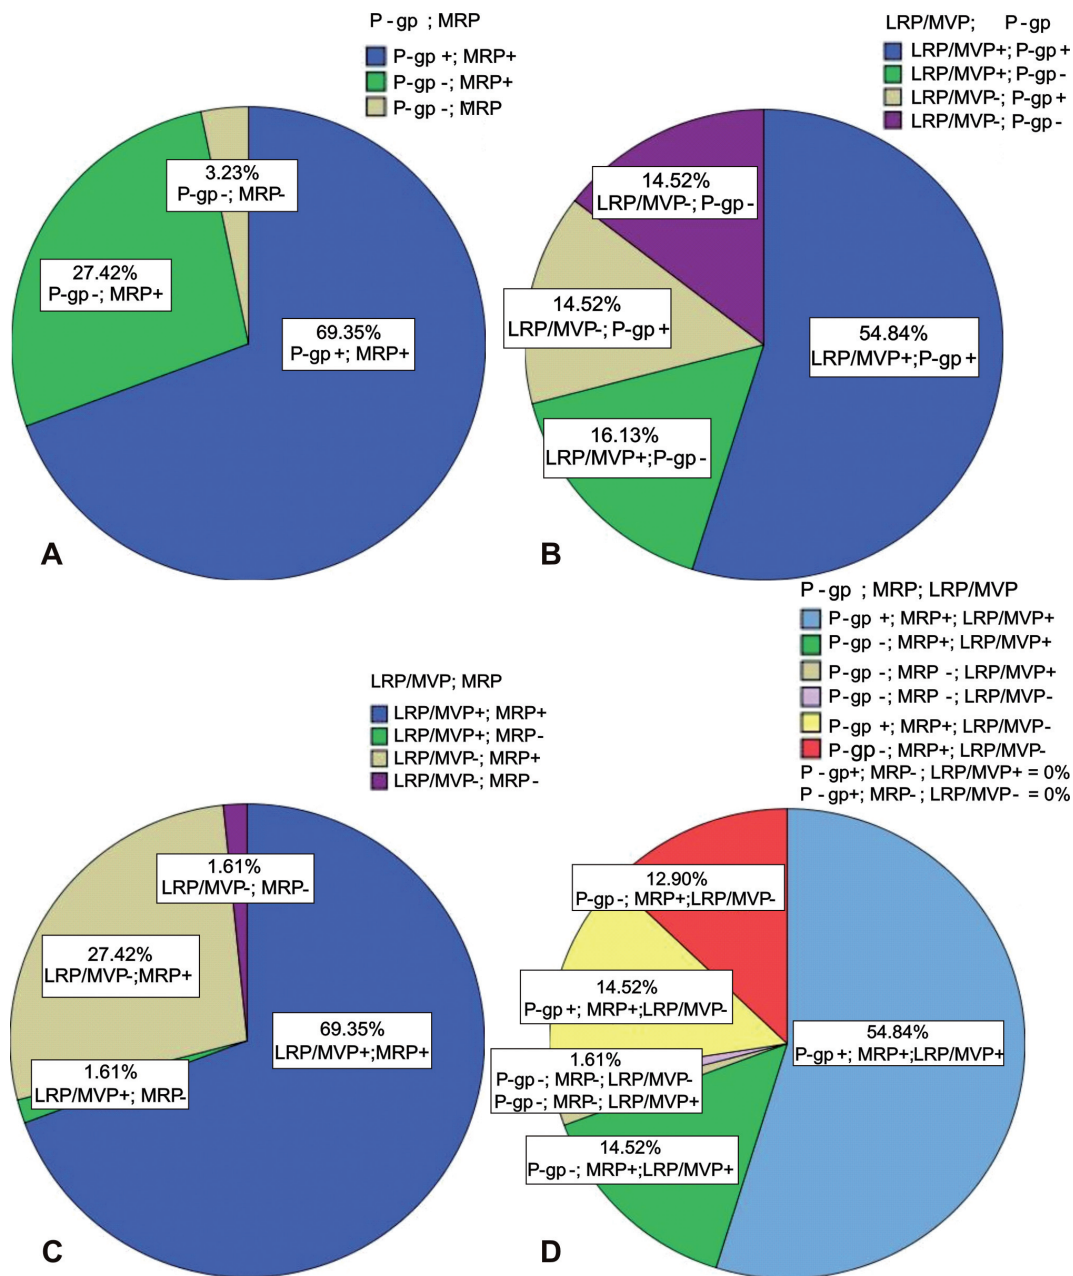 P-gp ; MRP
P-gp +; MRP+
P-gp -; MRP+
P-gp -; MRP
3.23%
P-gp -; MRP-
27.42%
P-gp -; MRP+
69.35%
P-gp +; MRP+
A
LRP/MVP; P-gp
LRP/MVP+; P-gp +
LRP/MVP+; P-gp -
LRP/MVP-; P-gp +
LRP/MVP-; P-gp -
14.52%
LRP/MVP-; P-gp -
14.52%
LRP/MVP-; P-gp +
54.84%
LRP/MVP+;P-gp +
16.13%
LRP/MVP+;P-gp -
B
LRP/MVP; MRP
LRP/MVP+; MRP+
LRP/MVP+; MRP-
LRP/MVP-; MRP+
LRP/MVP-; MRP-
1.61%
LRP/MVP-; MRP-
27.42%
LRP/MVP-;MRP+
69.35%
LRP/MVP+;MRP+
1.61%
LRP/MVP+; MRP-
C
P-gp ; MRP; LRP/MVP
P-gp +; MRP+; LRP/MVP+
P-gp -; MRP+; LRP/MVP+
P-gp -; MRP -; LRP/MVP+
P-gp -; MRP -; LRP/MVP-
P-gp +; MRP+; LRP/MVP-
P-gp -; MRP+; LRP/MVP-
P-gp+; MRP-; LRP/MVP+ = 0%
P-gp+; MRP-; LRP/MVP- = 0%
12.90%
P-gp -; MRP+;LRP/MVP-
14.52%
P-gp +; MRP+;LRP/MVP-
54.84%
P-gp +; MRP+;LRP/MVP+
1.61%
P-gp -; MRP-; LRP/MVP-
P-gp -; MRP-; LRP/MVP+
14.52%
P-gp -; MRP+;LRP/MVP+
D